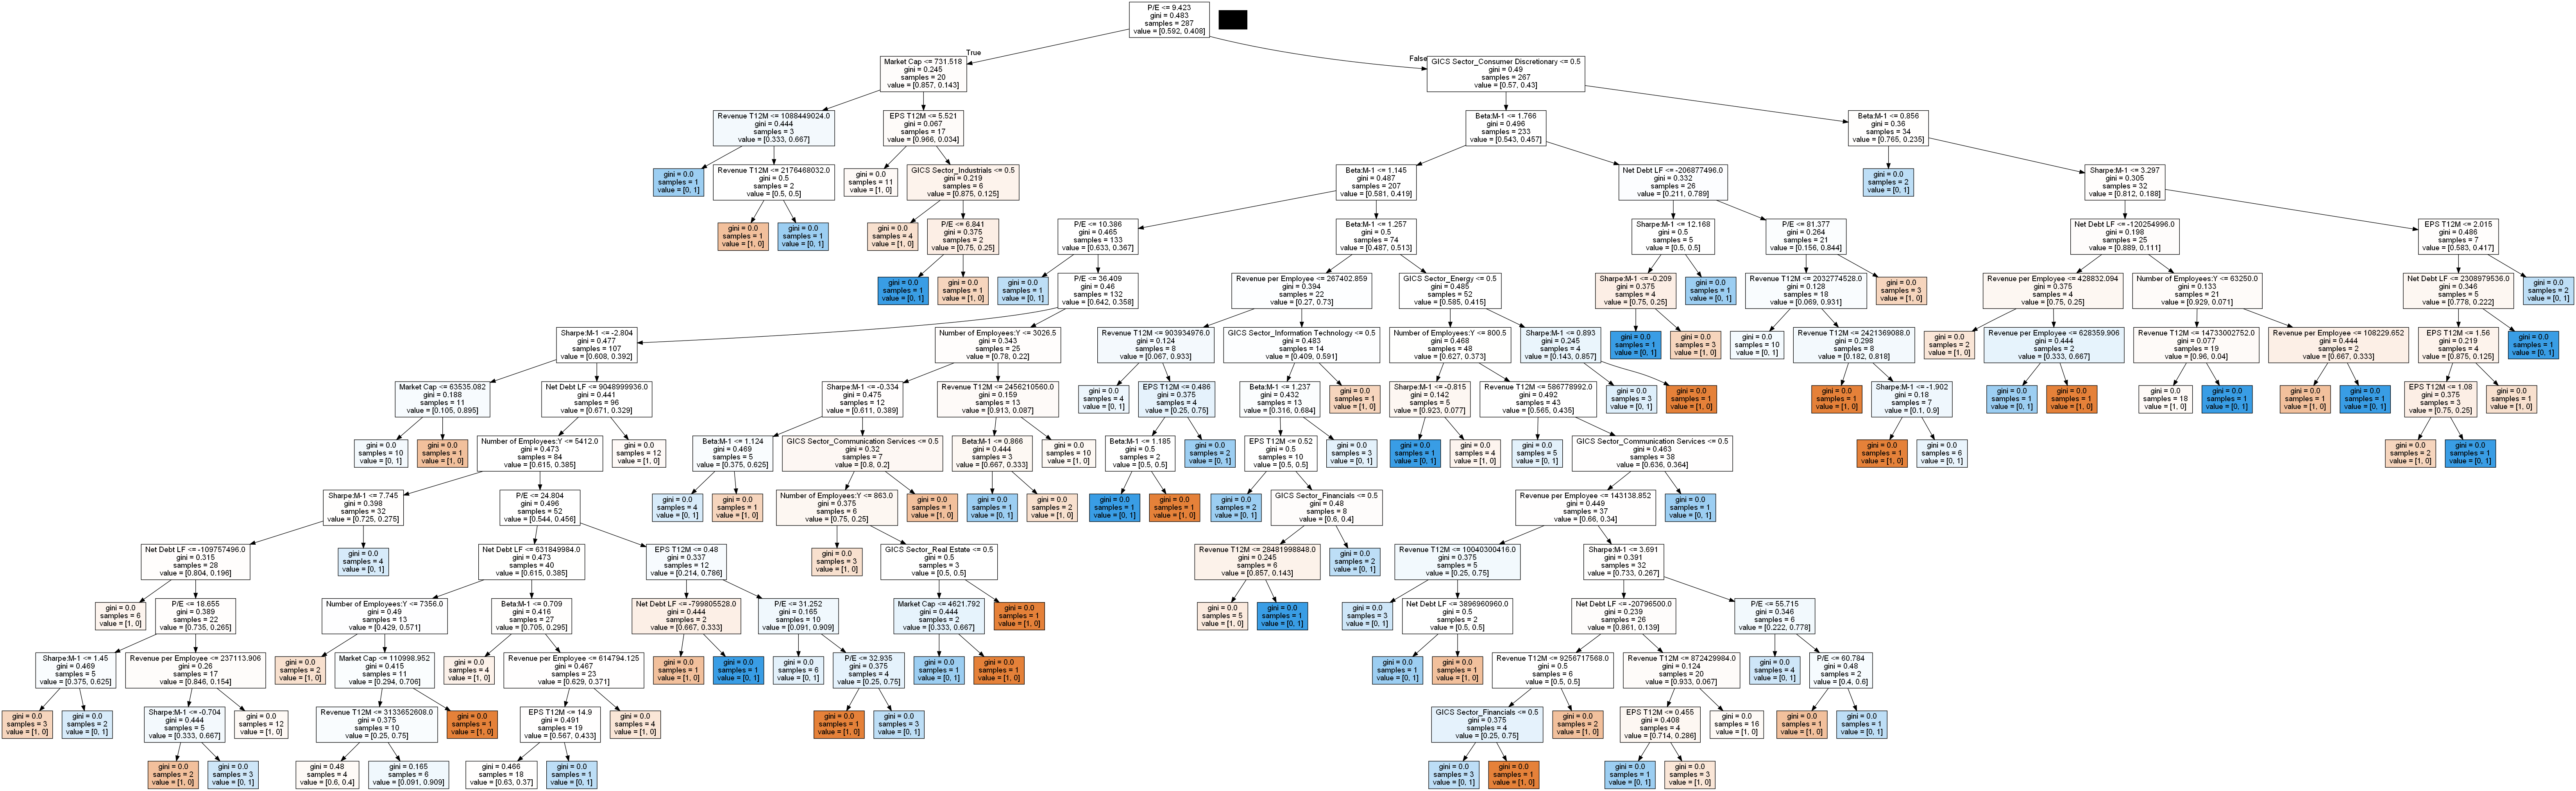 P/E <= 9.423
gini = 0.483
samples = 287
value = [0.592, 0.408]
True
False
Market Cap <= 731.518
gini = 0.245
samples = 20
value = [0.857, 0.143]
GICS Sector_Consumer Discretionary <= 0.5
gini = 0.49
samples = 267
value = [0.57, 0.43]
Revenue T12M <= 1088449024.0
gini = 0.444
samples = 3
value = [0.333, 0.667]
EPS T12M <= 5.521
gini = 0.067
samples = 17
value = [0.966, 0.034]
Beta:M-1 <= 1.766
gini = 0.496
samples = 233
value = [0.543, 0.457]
Beta:M-1 <= 0.856
gini = 0.36
samples = 34
value = [0.765, 0.235]
gini = 0.0
samples = 1
value = [0, 1]
Revenue T12M <= 2176468032.0
gini = 0.5
samples = 2
value = [0.5, 0.5]
gini = 0.0
samples = 11
value = [1, 0]
GICS Sector_Industrials <= 0.5
gini = 0.219
samples = 6
value = [0.875, 0.125]
Beta:M-1 <= 1.145
gini = 0.487
samples = 207
value = [0.581, 0.419]
Net Debt LF <= -206877496.0
gini = 0.332
samples = 26
value = [0.211, 0.789]
gini = 0.0
samples = 2
value = [0, 1]
Sharpe:M-1 <= 3.297
gini = 0.305
samples = 32
value = [0.812, 0.188]
gini = 0.0
samples = 1
value = [1, 0]
gini = 0.0
samples = 1
value = [0, 1]
gini = 0.0
samples = 4
value = [1, 0]
P/E <= 6.841
gini = 0.375
samples = 2
value = [0.75, 0.25]
P/E <= 10.386
gini = 0.465
samples = 133
value = [0.633, 0.367]
Beta:M-1 <= 1.257
gini = 0.5
samples = 74
value = [0.487, 0.513]
Sharpe:M-1 <= 12.168
gini = 0.5
samples = 5
value = [0.5, 0.5]
P/E <= 81.377
gini = 0.264
samples = 21
value = [0.156, 0.844]
Net Debt LF <= -120254996.0
gini = 0.198
samples = 25
value = [0.889, 0.111]
EPS T12M <= 2.015
gini = 0.486
samples = 7
value = [0.583, 0.417]
gini = 0.0
samples = 1
value = [0, 1]
gini = 0.0
samples = 1
value = [1, 0]
gini = 0.0
samples = 1
value = [0, 1]
P/E <= 36.409
gini = 0.46
samples = 132
value = [0.642, 0.358]
Revenue per Employee <= 267402.859
gini = 0.394
samples = 22
value = [0.27, 0.73]
GICS Sector_Energy <= 0.5
gini = 0.485
samples = 52
value = [0.585, 0.415]
Sharpe:M-1 <= -0.209
gini = 0.375
samples = 4
value = [0.75, 0.25]
gini = 0.0
samples = 1
value = [0, 1]
Revenue T12M <= 2032774528.0
gini = 0.128
samples = 18
value = [0.069, 0.931]
gini = 0.0
samples = 3
value = [1, 0]
Revenue per Employee <= 428832.094
gini = 0.375
samples = 4
value = [0.75, 0.25]
Number of Employees:Y <= 63250.0
gini = 0.133
samples = 21
value = [0.929, 0.071]
Net Debt LF <= 2308979536.0
gini = 0.346
samples = 5
value = [0.778, 0.222]
gini = 0.0
samples = 2
value = [0, 1]
Sharpe:M-1 <= -2.804
gini = 0.477
samples = 107
value = [0.608, 0.392]
Number of Employees:Y <= 3026.5
gini = 0.343
samples = 25
value = [0.78, 0.22]
Revenue T12M <= 903934976.0
gini = 0.124
samples = 8
value = [0.067, 0.933]
GICS Sector_Information Technology <= 0.5
gini = 0.483
samples = 14
value = [0.409, 0.591]
Number of Employees:Y <= 800.5
gini = 0.468
samples = 48
value = [0.627, 0.373]
Sharpe:M-1 <= 0.893
gini = 0.245
samples = 4
value = [0.143, 0.857]
gini = 0.0
samples = 1
value = [0, 1]
gini = 0.0
samples = 3
value = [1, 0]
gini = 0.0
samples = 10
value = [0, 1]
Revenue T12M <= 2421369088.0
gini = 0.298
samples = 8
value = [0.182, 0.818]
gini = 0.0
samples = 2
value = [1, 0]
Revenue per Employee <= 628359.906
gini = 0.444
samples = 2
value = [0.333, 0.667]
Revenue T12M <= 14733002752.0
gini = 0.077
samples = 19
value = [0.96, 0.04]
Revenue per Employee <= 108229.652
gini = 0.444
samples = 2
value = [0.667, 0.333]
EPS T12M <= 1.56
gini = 0.219
samples = 4
value = [0.875, 0.125]
gini = 0.0
samples = 1
value = [0, 1]
Market Cap <= 63535.082
gini = 0.188
samples = 11
value = [0.105, 0.895]
Net Debt LF <= 9048999936.0
gini = 0.441
samples = 96
value = [0.671, 0.329]
Sharpe:M-1 <= -0.334
gini = 0.475
samples = 12
value = [0.611, 0.389]
Revenue T12M <= 2456210560.0
gini = 0.159
samples = 13
value = [0.913, 0.087]
gini = 0.0
samples = 4
value = [0, 1]
EPS T12M <= 0.486
gini = 0.375
samples = 4
value = [0.25, 0.75]
Beta:M-1 <= 1.237
gini = 0.432
samples = 13
value = [0.316, 0.684]
gini = 0.0
samples = 1
value = [1, 0]
Sharpe:M-1 <= -0.815
gini = 0.142
samples = 5
value = [0.923, 0.077]
Revenue T12M <= 586778992.0
gini = 0.492
samples = 43
value = [0.565, 0.435]
gini = 0.0
samples = 3
value = [0, 1]
gini = 0.0
samples = 1
value = [1, 0]
gini = 0.0
samples = 1
value = [1, 0]
Sharpe:M-1 <= -1.902
gini = 0.18
samples = 7
value = [0.1, 0.9]
gini = 0.0
samples = 1
value = [0, 1]
gini = 0.0
samples = 1
value = [1, 0]
gini = 0.0
samples = 18
value = [1, 0]
gini = 0.0
samples = 1
value = [0, 1]
gini = 0.0
samples = 1
value = [1, 0]
gini = 0.0
samples = 1
value = [0, 1]
EPS T12M <= 1.08
gini = 0.375
samples = 3
value = [0.75, 0.25]
gini = 0.0
samples = 1
value = [1, 0]
gini = 0.0
samples = 10
value = [0, 1]
gini = 0.0
samples = 1
value = [1, 0]
Number of Employees:Y <= 5412.0
gini = 0.473
samples = 84
value = [0.615, 0.385]
gini = 0.0
samples = 12
value = [1, 0]
Beta:M-1 <= 1.124
gini = 0.469
samples = 5
value = [0.375, 0.625]
GICS Sector_Communication Services <= 0.5
gini = 0.32
samples = 7
value = [0.8, 0.2]
Beta:M-1 <= 0.866
gini = 0.444
samples = 3
value = [0.667, 0.333]
gini = 0.0
samples = 10
value = [1, 0]
Beta:M-1 <= 1.185
gini = 0.5
samples = 2
value = [0.5, 0.5]
gini = 0.0
samples = 2
value = [0, 1]
EPS T12M <= 0.52
gini = 0.5
samples = 10
value = [0.5, 0.5]
gini = 0.0
samples = 3
value = [0, 1]
gini = 0.0
samples = 1
value = [0, 1]
gini = 0.0
samples = 4
value = [1, 0]
gini = 0.0
samples = 5
value = [0, 1]
GICS Sector_Communication Services <= 0.5
gini = 0.463
samples = 38
value = [0.636, 0.364]
gini = 0.0
samples = 1
value = [1, 0]
gini = 0.0
samples = 6
value = [0, 1]
gini = 0.0
samples = 2
value = [1, 0]
gini = 0.0
samples = 1
value = [0, 1]
Sharpe:M-1 <= 7.745
gini = 0.398
samples = 32
value = [0.725, 0.275]
P/E <= 24.804
gini = 0.496
samples = 52
value = [0.544, 0.456]
gini = 0.0
samples = 4
value = [0, 1]
gini = 0.0
samples = 1
value = [1, 0]
Number of Employees:Y <= 863.0
gini = 0.375
samples = 6
value = [0.75, 0.25]
gini = 0.0
samples = 1
value = [1, 0]
gini = 0.0
samples = 1
value = [0, 1]
gini = 0.0
samples = 2
value = [1, 0]
gini = 0.0
samples = 1
value = [0, 1]
gini = 0.0
samples = 1
value = [1, 0]
gini = 0.0
samples = 2
value = [0, 1]
GICS Sector_Financials <= 0.5
gini = 0.48
samples = 8
value = [0.6, 0.4]
Revenue per Employee <= 143138.852
gini = 0.449
samples = 37
value = [0.66, 0.34]
gini = 0.0
samples = 1
value = [0, 1]
Net Debt LF <= -109757496.0
gini = 0.315
samples = 28
value = [0.804, 0.196]
gini = 0.0
samples = 4
value = [0, 1]
Net Debt LF <= 631849984.0
gini = 0.473
samples = 40
value = [0.615, 0.385]
EPS T12M <= 0.48
gini = 0.337
samples = 12
value = [0.214, 0.786]
gini = 0.0
samples = 3
value = [1, 0]
GICS Sector_Real Estate <= 0.5
gini = 0.5
samples = 3
value = [0.5, 0.5]
Revenue T12M <= 28481998848.0
gini = 0.245
samples = 6
value = [0.857, 0.143]
gini = 0.0
samples = 2
value = [0, 1]
Revenue T12M <= 10040300416.0
gini = 0.375
samples = 5
value = [0.25, 0.75]
Sharpe:M-1 <= 3.691
gini = 0.391
samples = 32
value = [0.733, 0.267]
gini = 0.0
samples = 6
value = [1, 0]
P/E <= 18.655
gini = 0.389
samples = 22
value = [0.735, 0.265]
Number of Employees:Y <= 7356.0
gini = 0.49
samples = 13
value = [0.429, 0.571]
Beta:M-1 <= 0.709
gini = 0.416
samples = 27
value = [0.705, 0.295]
Net Debt LF <= -799805528.0
gini = 0.444
samples = 2
value = [0.667, 0.333]
P/E <= 31.252
gini = 0.165
samples = 10
value = [0.091, 0.909]
Market Cap <= 4621.792
gini = 0.444
samples = 2
value = [0.333, 0.667]
gini = 0.0
samples = 1
value = [1, 0]
gini = 0.0
samples = 5
value = [1, 0]
gini = 0.0
samples = 1
value = [0, 1]
gini = 0.0
samples = 3
value = [0, 1]
Net Debt LF <= 3896960960.0
gini = 0.5
samples = 2
value = [0.5, 0.5]
Net Debt LF <= -20796500.0
gini = 0.239
samples = 26
value = [0.861, 0.139]
P/E <= 55.715
gini = 0.346
samples = 6
value = [0.222, 0.778]
Sharpe:M-1 <= 1.45
gini = 0.469
samples = 5
value = [0.375, 0.625]
Revenue per Employee <= 237113.906
gini = 0.26
samples = 17
value = [0.846, 0.154]
gini = 0.0
samples = 2
value = [1, 0]
Market Cap <= 110998.952
gini = 0.415
samples = 11
value = [0.294, 0.706]
gini = 0.0
samples = 4
value = [1, 0]
Revenue per Employee <= 614794.125
gini = 0.467
samples = 23
value = [0.629, 0.371]
gini = 0.0
samples = 1
value = [1, 0]
gini = 0.0
samples = 1
value = [0, 1]
gini = 0.0
samples = 6
value = [0, 1]
P/E <= 32.935
gini = 0.375
samples = 4
value = [0.25, 0.75]
gini = 0.0
samples = 1
value = [0, 1]
gini = 0.0
samples = 1
value = [1, 0]
gini = 0.0
samples = 1
value = [0, 1]
gini = 0.0
samples = 1
value = [1, 0]
Revenue T12M <= 9256717568.0
gini = 0.5
samples = 6
value = [0.5, 0.5]
Revenue T12M <= 872429984.0
gini = 0.124
samples = 20
value = [0.933, 0.067]
gini = 0.0
samples = 4
value = [0, 1]
P/E <= 60.784
gini = 0.48
samples = 2
value = [0.4, 0.6]
gini = 0.0
samples = 3
value = [1, 0]
gini = 0.0
samples = 2
value = [0, 1]
Sharpe:M-1 <= -0.704
gini = 0.444
samples = 5
value = [0.333, 0.667]
gini = 0.0
samples = 12
value = [1, 0]
Revenue T12M <= 3133652608.0
gini = 0.375
samples = 10
value = [0.25, 0.75]
gini = 0.0
samples = 1
value = [1, 0]
EPS T12M <= 14.9
gini = 0.491
samples = 19
value = [0.567, 0.433]
gini = 0.0
samples = 4
value = [1, 0]
gini = 0.0
samples = 1
value = [1, 0]
gini = 0.0
samples = 3
value = [0, 1]
GICS Sector_Financials <= 0.5
gini = 0.375
samples = 4
value = [0.25, 0.75]
gini = 0.0
samples = 2
value = [1, 0]
EPS T12M <= 0.455
gini = 0.408
samples = 4
value = [0.714, 0.286]
gini = 0.0
samples = 16
value = [1, 0]
gini = 0.0
samples = 1
value = [1, 0]
gini = 0.0
samples = 1
value = [0, 1]
gini = 0.0
samples = 2
value = [1, 0]
gini = 0.0
samples = 3
value = [0, 1]
gini = 0.48
samples = 4
value = [0.6, 0.4]
gini = 0.165
samples = 6
value = [0.091, 0.909]
gini = 0.466
samples = 18
value = [0.63, 0.37]
gini = 0.0
samples = 1
value = [0, 1]
gini = 0.0
samples = 3
value = [0, 1]
gini = 0.0
samples = 1
value = [1, 0]
gini = 0.0
samples = 1
value = [0, 1]
gini = 0.0
samples = 3
value = [1, 0]